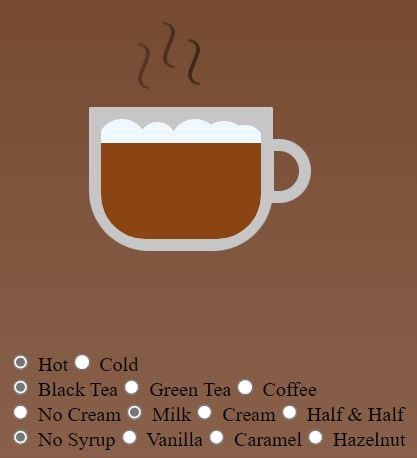 Hot Cold
Black Tea Green Tea Coffee
No Cream Milk Cream Half & Half
No Syrup Vanilla Caramel Hazelnut